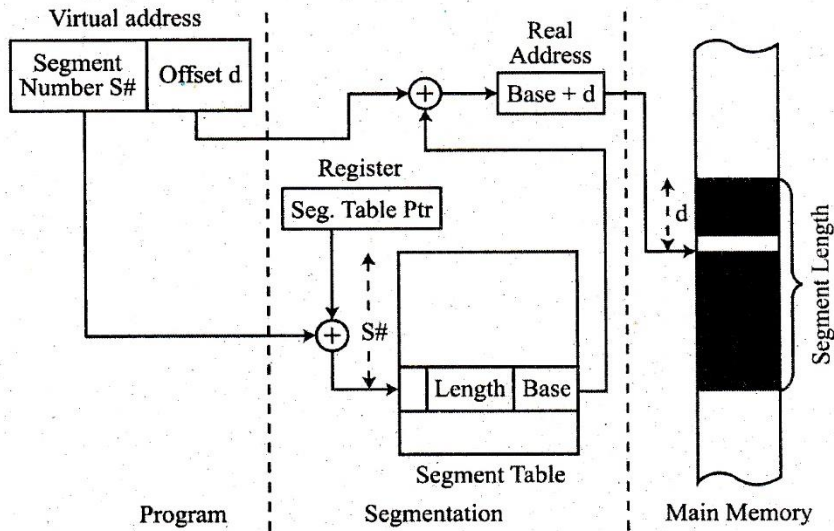 Virtual address
Segment
Number S#
Offset d
Real
Address
+
Base + d
Register
Seg. Table Ptr
d
Segment Length
S#
+
Length
Base
Segment Table
Program
Segmentation
Main Memory